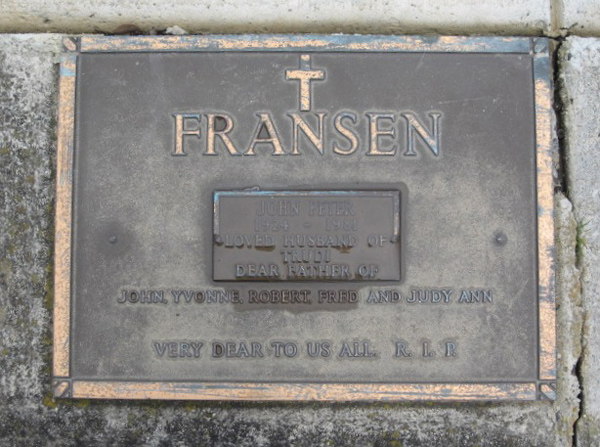 FRANSEN
JOHN PETER
LOVED HUSBAND OF
TRUDI
DEAR FATHER OF
JOHN, YVONNE, ROBERT, FRED AND JUDY ANN
VERY DEAR TO US ALL. R. I. P.